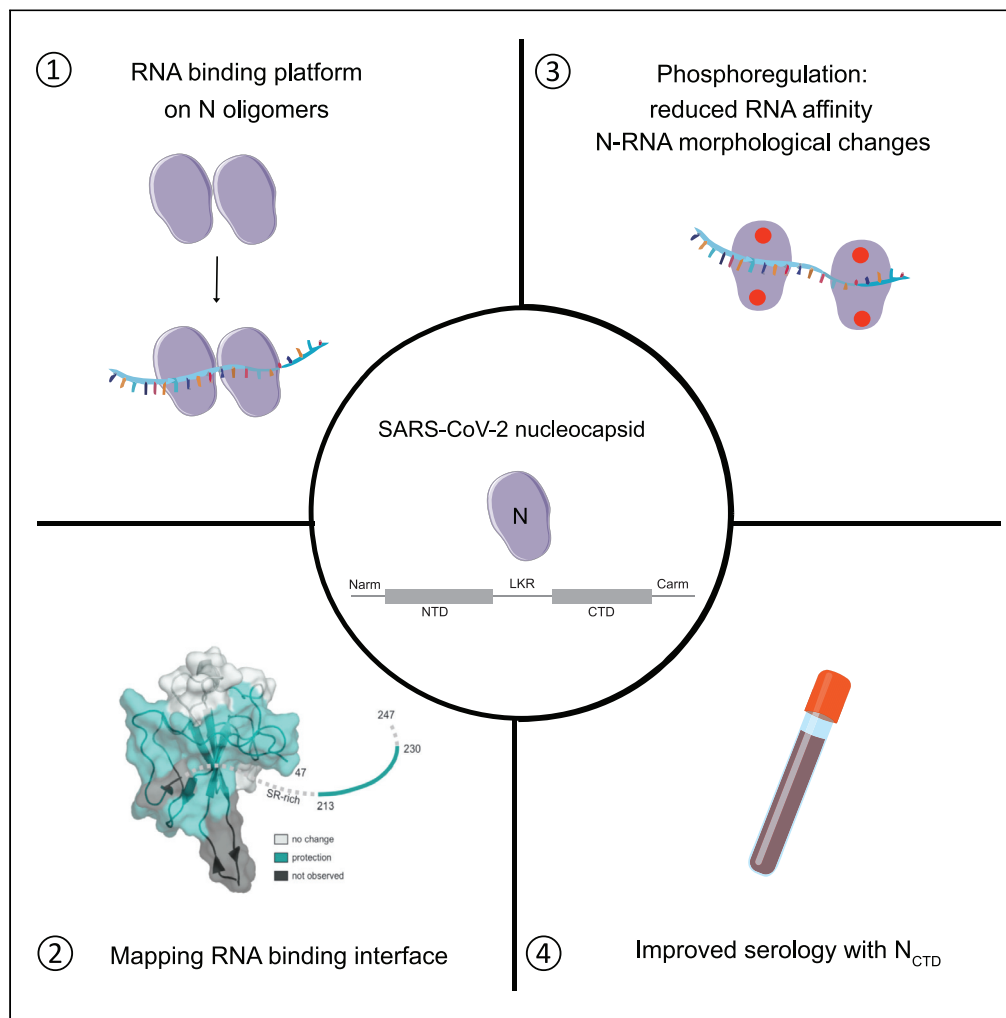 ①
RNA binding platform
on N oligomers
③
Phosphoregulation:
reduced RNA affinity
N-RNA morphological changes
SARS-CoV-2 nucleocapsid
N
Narm
LKR
Carm
NTD
CTD
247
230
47
SR-rich
213
no change
protection
not observed
② Mapping RNA binding interface
④ Improved serology with N_CTD